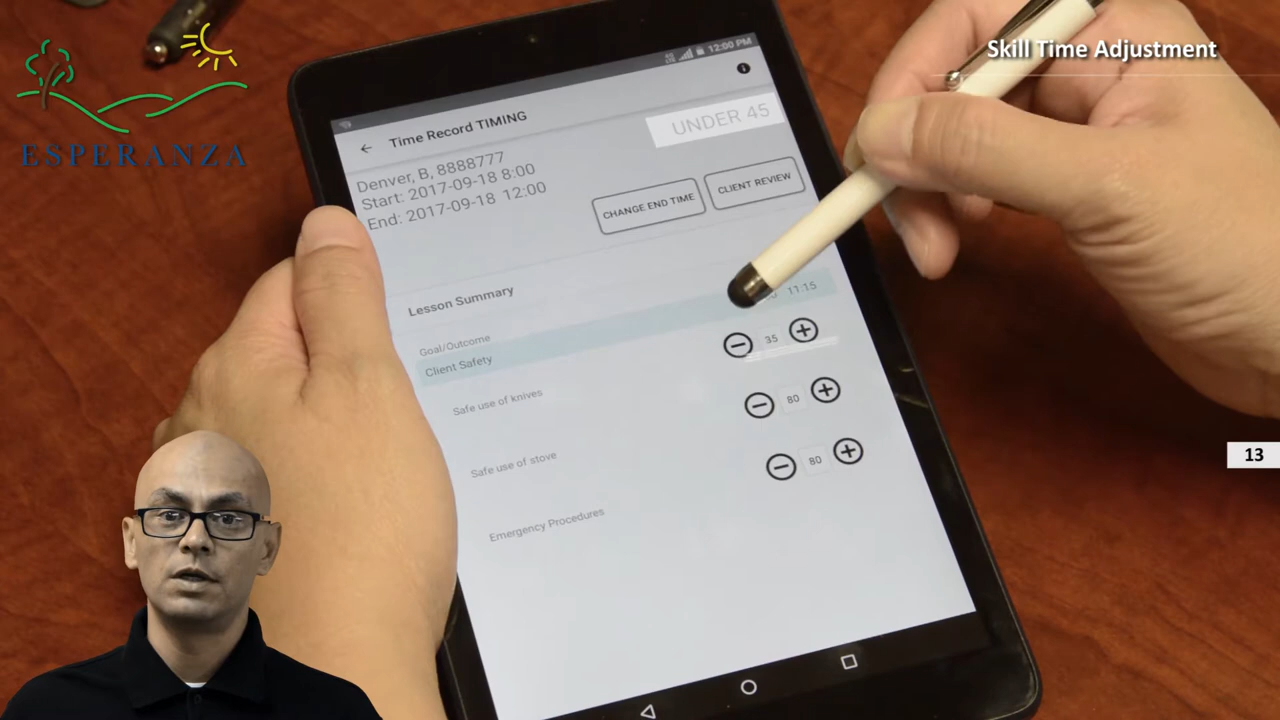 ESPERANZA
Skill Time Adjustment
12:00 PM
Time Record TIMING
UNDER 45
Denver, B, 8888777
Start: 2017-09-18 8:00
End: 2017-09-18 12:00
CHANGE END TIME
CLIENT REVIEW
Lesson Summary
11:15
Goal/Outcome
Client Safety
35
Safe use of knives
80
Safe use of stove
80
Emergency Procedures
13